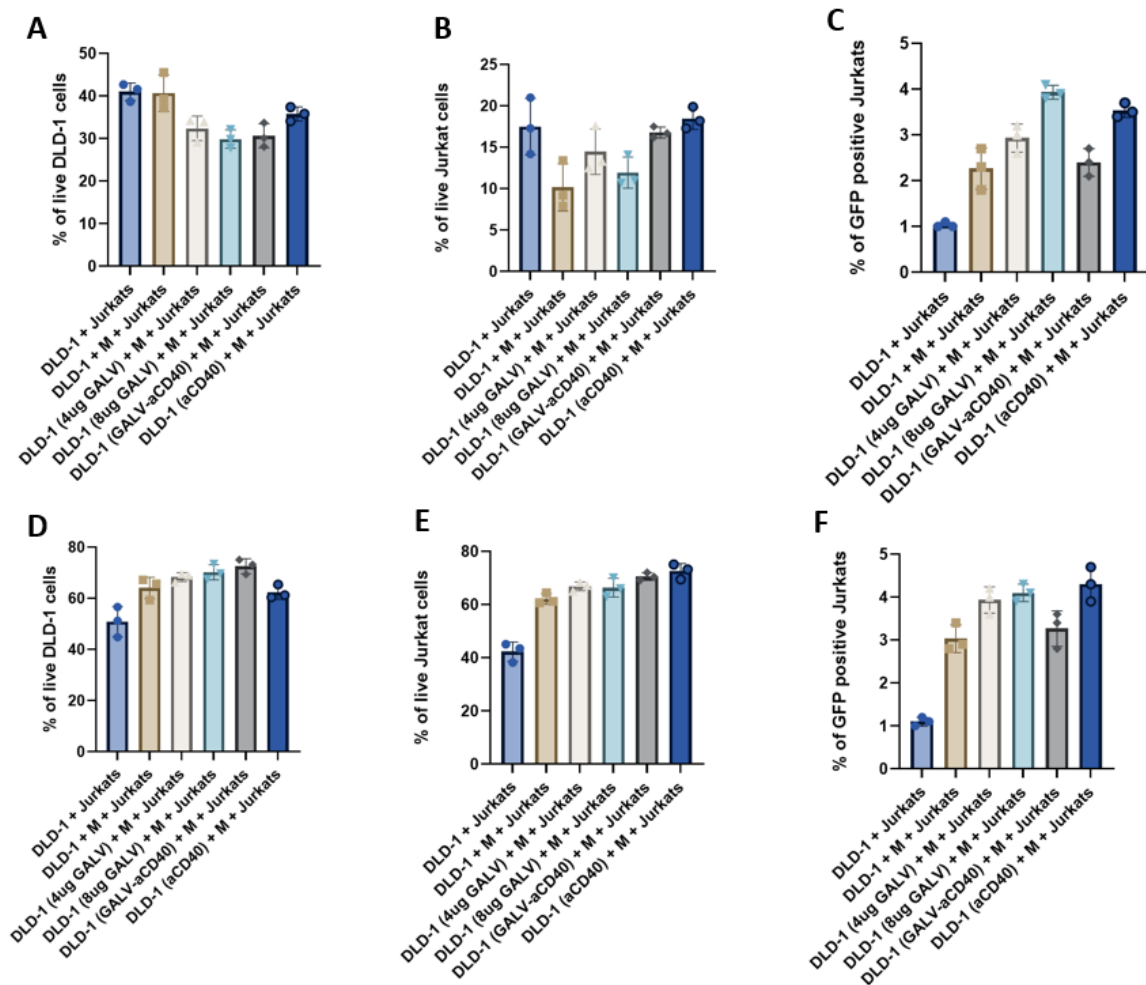 A
% of live DLD-1 cells
50
40
30
20
10
0
DLD-1 + Jurkats
DLD-1 + M + Jurkats
DLD-1 (4ug GALV) + M + Jurkats
DLD-1 (8ug GALV) + M + Jurkats
DLD-1 (GALV-aCD40) + M + Jurkats
DLD-1 (aCD40) + M + Jurkats
B
% of live Jurkat cells
25
20
15
10
5
0
DLD-1 + Jurkats
DLD-1 + M + Jurkats
DLD-1 (4ug GALV) + M + Jurkats
DLD-1 (8ug GALV) + M + Jurkats
DLD-1 (GALV-aCD40) + M + Jurkats
DLD-1 (aCD40) + M + Jurkats
C
% of GFP positive Jurkats
5
4
3
2
1
0
DLD-1 + Jurkats
DLD-1 + M + Jurkats
DLD-1 (4ug GALV) + M + Jurkats
DLD-1 (8ug GALV) + M + Jurkats
DLD-1 (GALV-aCD40) + M + Jurkats
DLD-1 (aCD40) + M + Jurkats
D
% of live DLD-1 cells
80
60
40
20
0
DLD-1 + Jurkats
DLD-1 + M + Jurkats
DLD-1 (4ug GALV) + M + Jurkats
DLD-1 (8ug GALV) + M + Jurkats
DLD-1 (GALV-aCD40) + M + Jurkats
DLD-1 (aCD40) + M + Jurkats
E
% of live Jurkat cells
80
60
40
20
0
DLD-1 + Jurkats
DLD-1 + M + Jurkats
DLD-1 (4ug GALV) + M + Jurkats
DLD-1 (8ug GALV) + M + Jurkats
DLD-1 (GALV-aCD40) + M + Jurkats
DLD-1 (aCD40) + M + Jurkats
F
% of GFP positive Jurkats
5
4
3
2
1
0
DLD-1 + Jurkats
DLD-1 + M + Jurkats
DLD-1 (4ug GALV) + M + Jurkats
DLD-1 (8ug GALV) + M + Jurkats
DLD-1 (GALV-aCD40) + M + Jurkats
DLD-1 (aCD40) + M + Jurkats